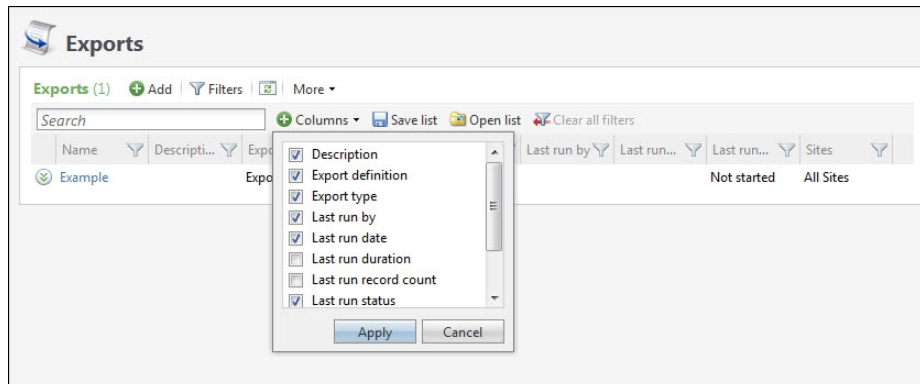 Exports
Exports (1) Add Filters More
Search Columns Save list Open list Clear all filters
Name Descripti... Expo Last run by Last run... Last run... Sites
Example Expo Not started All Sites
Description
Export definition
Export type
Last run by
Last run date
Last run duration
Last run record count
Last run status
Apply Cancel